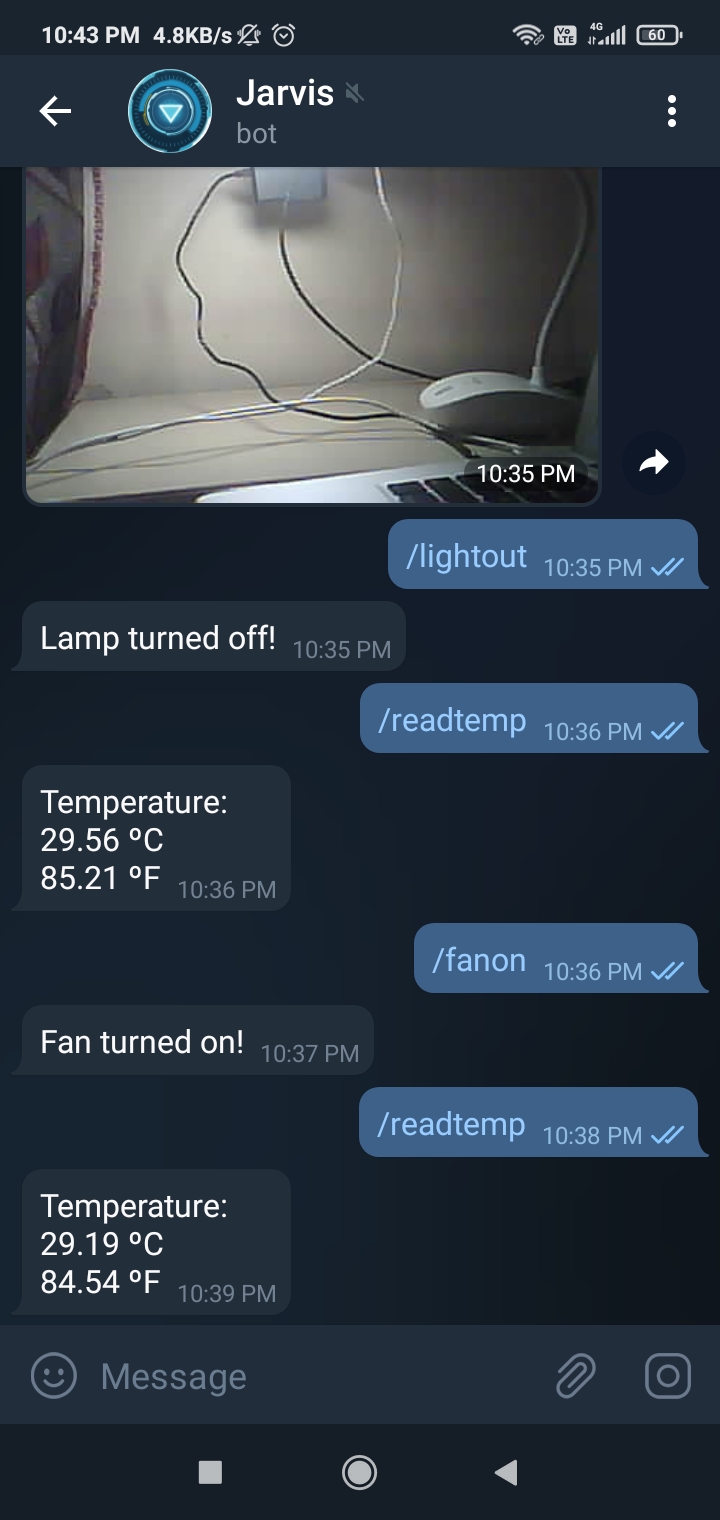 10:43 PM 4.8KB/s 4G Vo LTE 60
Jarvis
bot
10:35 PM
/lightout 10:35 PM
Lamp turned off! 10:35 PM
/readtemp 10:36 PM
Temperature:
29.56 ºC
85.21 ºF 10:36 PM
/fanon 10:36 PM
Fan turned on! 10:37 PM
/readtemp 10:38 PM
Temperature:
29.19 ºC
84.54 ºF 10:39 PM
Message